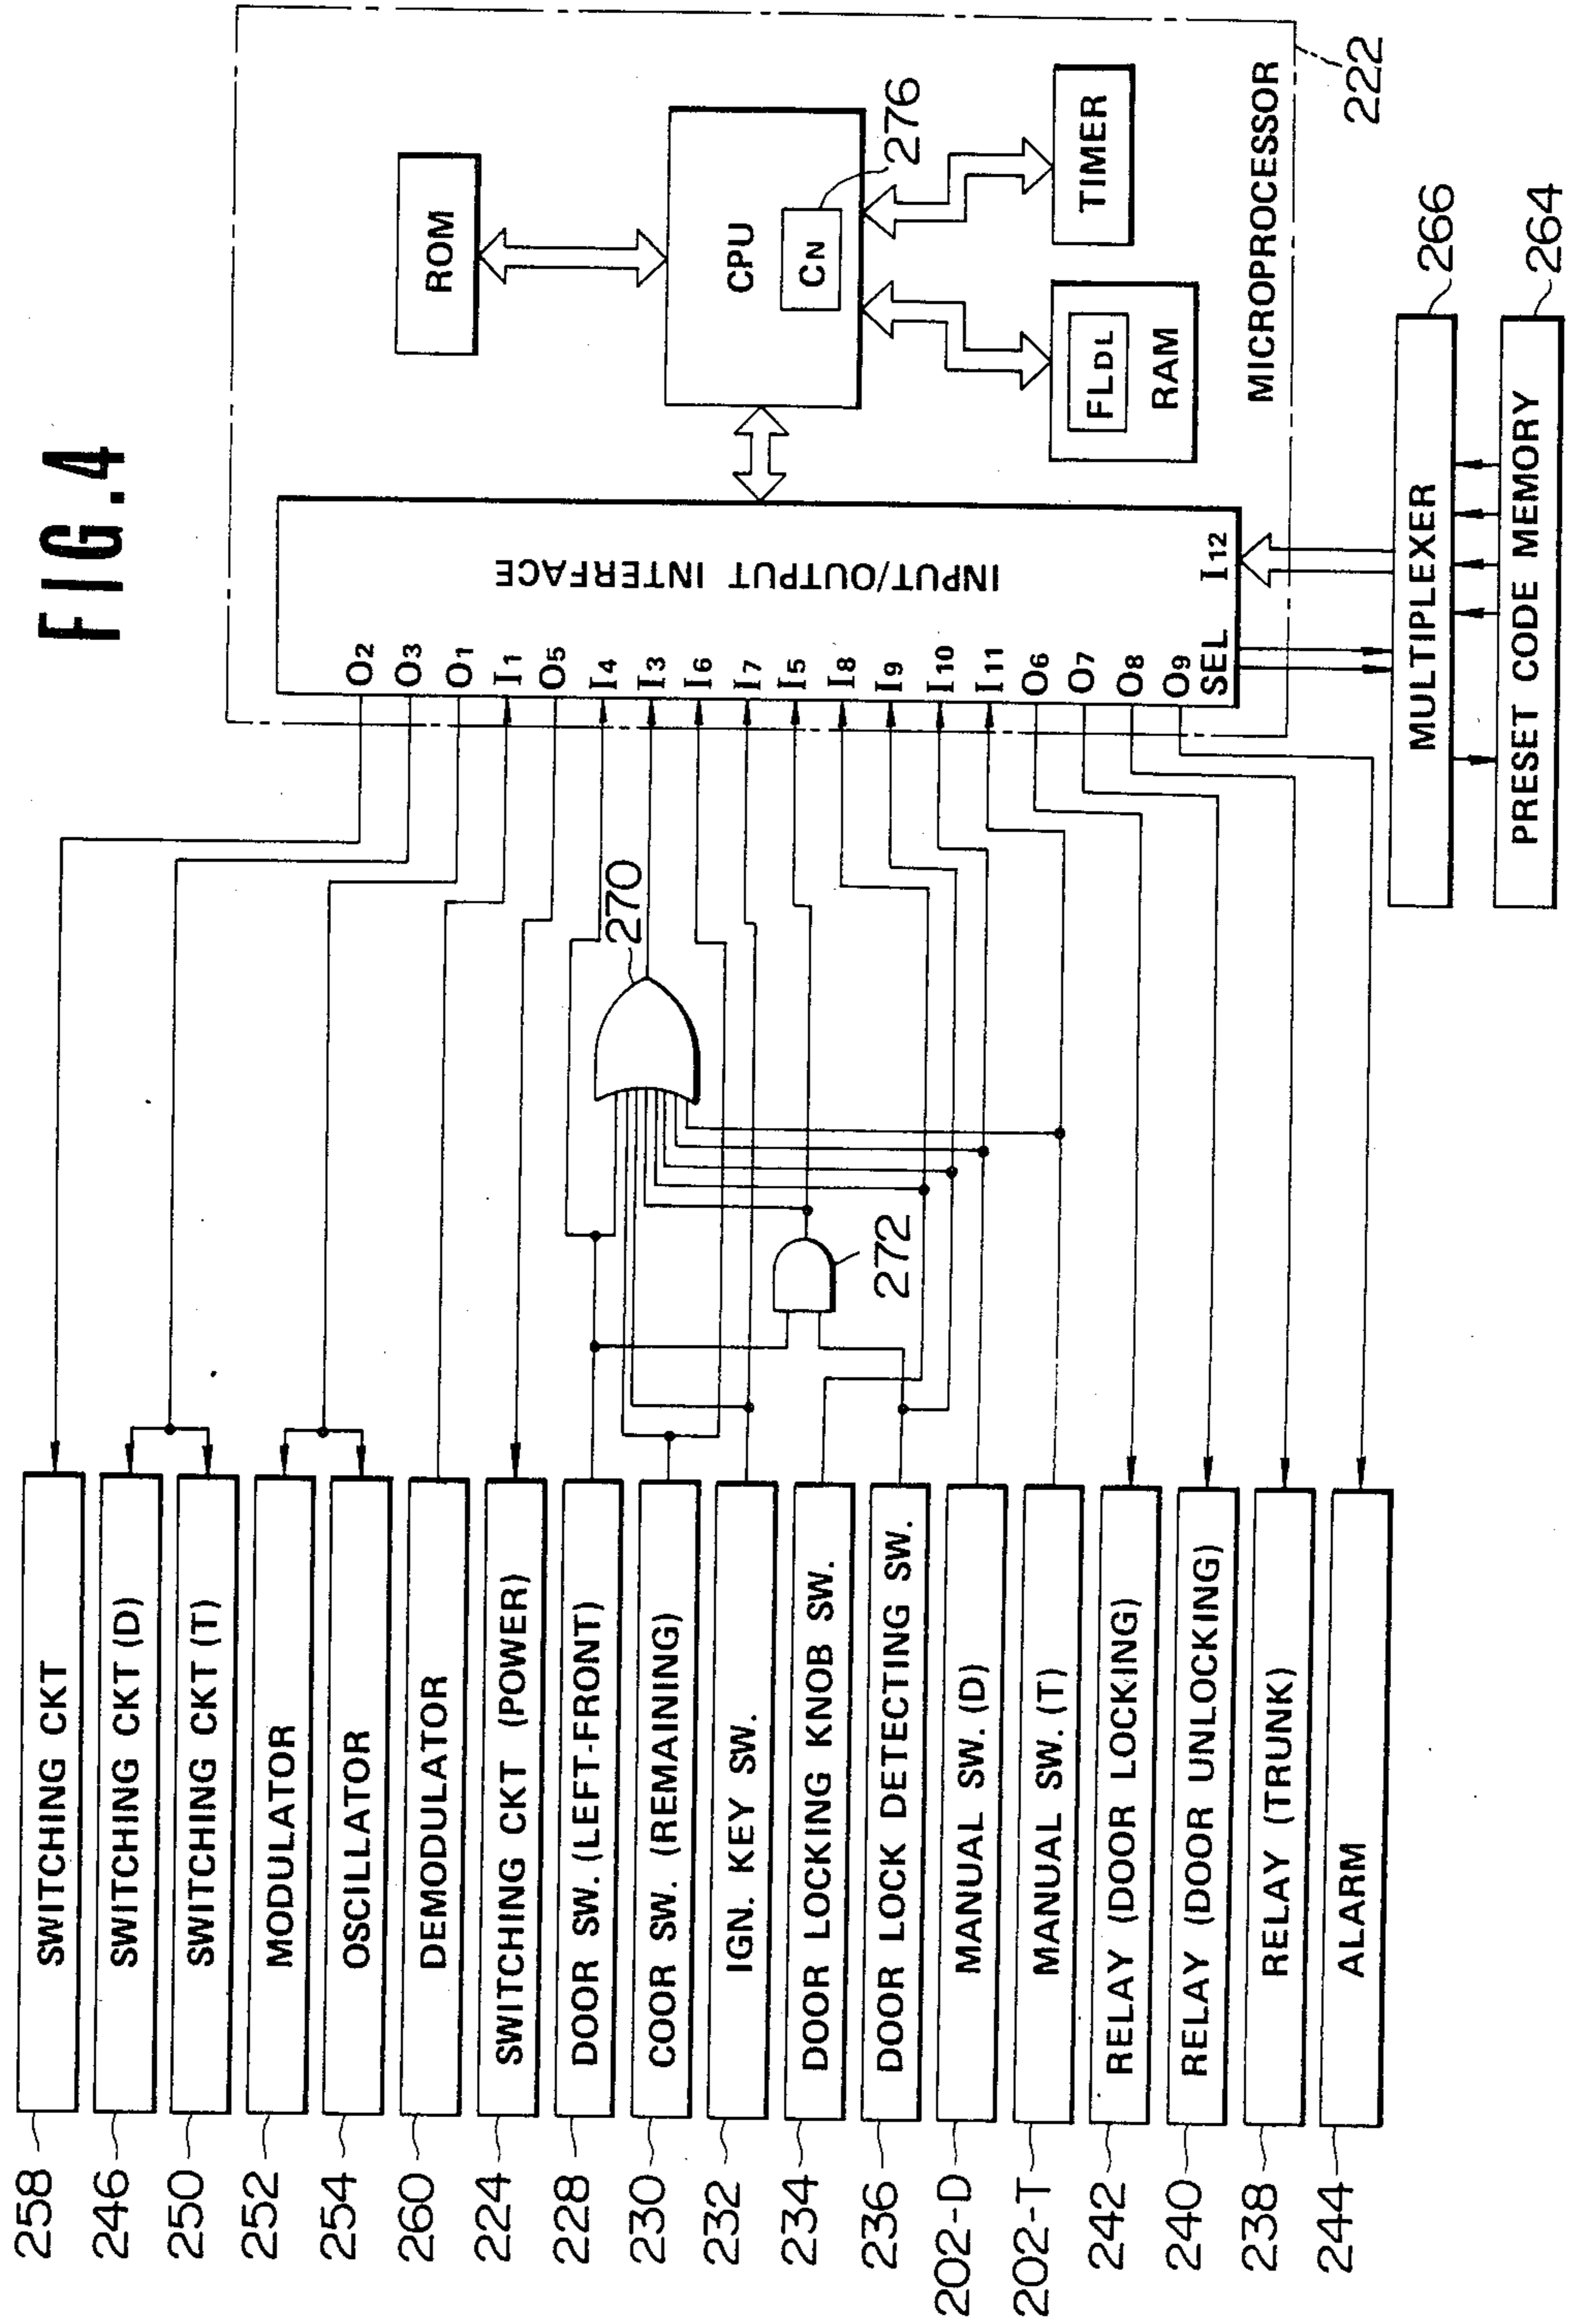 FIG.4
258 SWITCHING CKT
246 SWITCHING CKT (D)
250 SWITCHING CKT (T)
252 MODULATOR
254 OSCILLATOR
260 DEMODULATOR
224 SWITCHING CKT (POWER)
228 DOOR SW. (LEFT-FRONT)
230 COOR SW. (REMAINING)
232 IGN. KEY SW.
234 DOOR LOCKING KNOB SW.
236 DOOR LOCK DETECTING SW.
202-D MANUAL SW. (D)
202-T MANUAL SW. (T)
242 RELAY (DOOR LOCKING)
240 RELAY (DOOR UNLOCKING)
238 RELAY (TRUNK)
244 ALARM
270
272
O2
O3
O1
I1
O5
I4
I3
I6
I7
I5
I8
I9
I10
I11
O6
O7
O8
O9
SEL
I12
INPUT/OUTPUT INTERFACE
ROM
CPU
CN
276
FLDL
RAM
TIMER
MICROPROCESSOR
222
MULTIPLEXER
266
PRESET CODE MEMORY
264